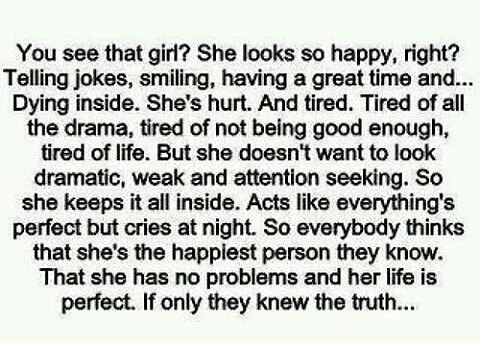 You see that girl? She looks so happy, right?
Telling jokes, smiling, having a great time and...
Dying inside. She's hurt. And tired. Tired of all
the drama, tired of not being good enough,
tired of life. But she doesn't want to look
dramatic, weak and attention seeking. So
she keeps it all inside. Acts like everything's
perfect but cries at night. So everybody thinks
that she's the happiest person they know.
That she has no problems and her life is
perfect. If only they knew the truth...